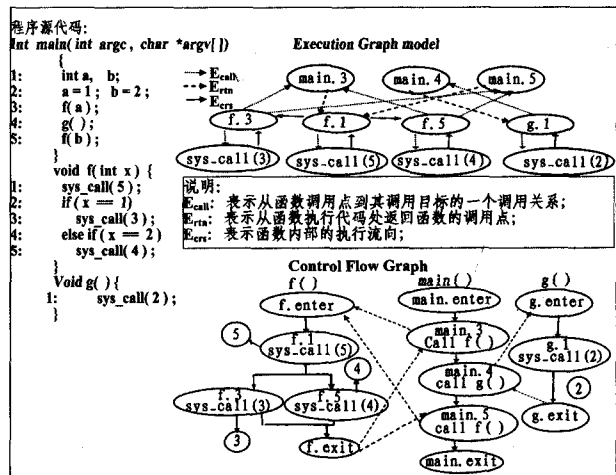 程序源代码:
Int main( int argc, char *argv[])
{
1: int a, b;
2: a=1; b=2;
3: f(a);
4: g( );
5: f(b);
}
void f(int x) {
1: sys_call(5);
2: if(x == 1)
3: sys_call(3);
4: else if(x == 2)
5: sys_call(4);
}
Void g( ) {
1: sys_call(2);
}
Execution Graph model
E_call
E_rtn
E_crs
main.3
main.4
main.5
f.3
f.1
f.5
g.1
sys_call(3)
sys_call(5)
sys_call(4)
sys_call(2)
说明:
E_call: 表示从函数调用点到其调用目标的一个调用关系;
E_rtn: 表示从函数执行代码处返回函数的调用点;
E_crs: 表示函数内部的执行流向;
Control Flow Graph
f()
main()
g()
f.enter
main.enter
g.enter
f.1
sys_call(5)
main.3
Call f()
g.1
sys_call(2)
5
4
main.4
call g()
2
f.3
sys_call(3)
f.5
sys_call(4)
main.5
call f()
g.exit
3
f.exit
main.exit